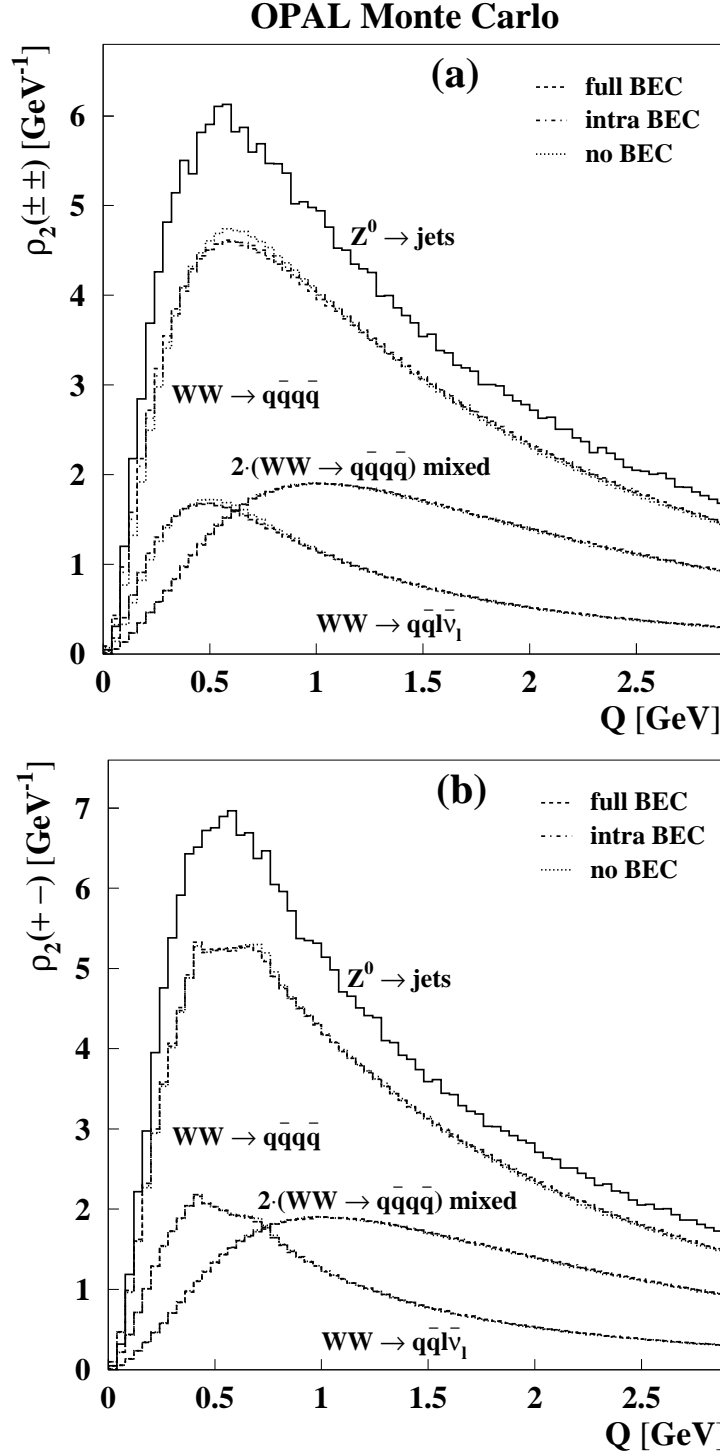 OPAL Monte Carlo
(a)
full BEC
intra BEC
no BEC
ρ₂(± ±) [GeV⁻¹]
6
5
4
3
2
1
0
Z⁰ → jets
WW → qq̄qq̄
2·(WW → qq̄qq̄) mixed
WW → qq̄lν̄ₗ
0 0.5 1 1.5 2 2.5
Q [GeV]
(b)
full BEC
intra BEC
no BEC
ρ₂(+ −) [GeV⁻¹]
7
6
5
4
3
2
1
0
Z⁰ → jets
WW → qq̄qq̄
2·(WW → qq̄qq̄) mixed
WW → qq̄lν̄ₗ
0 0.5 1 1.5 2 2.5
Q [GeV]